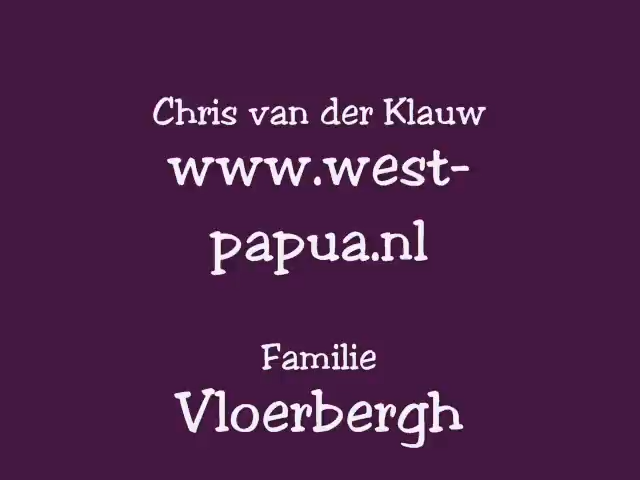 Chris van der Klauw
www.west-
papua.nl
Familie
Vloerbergh